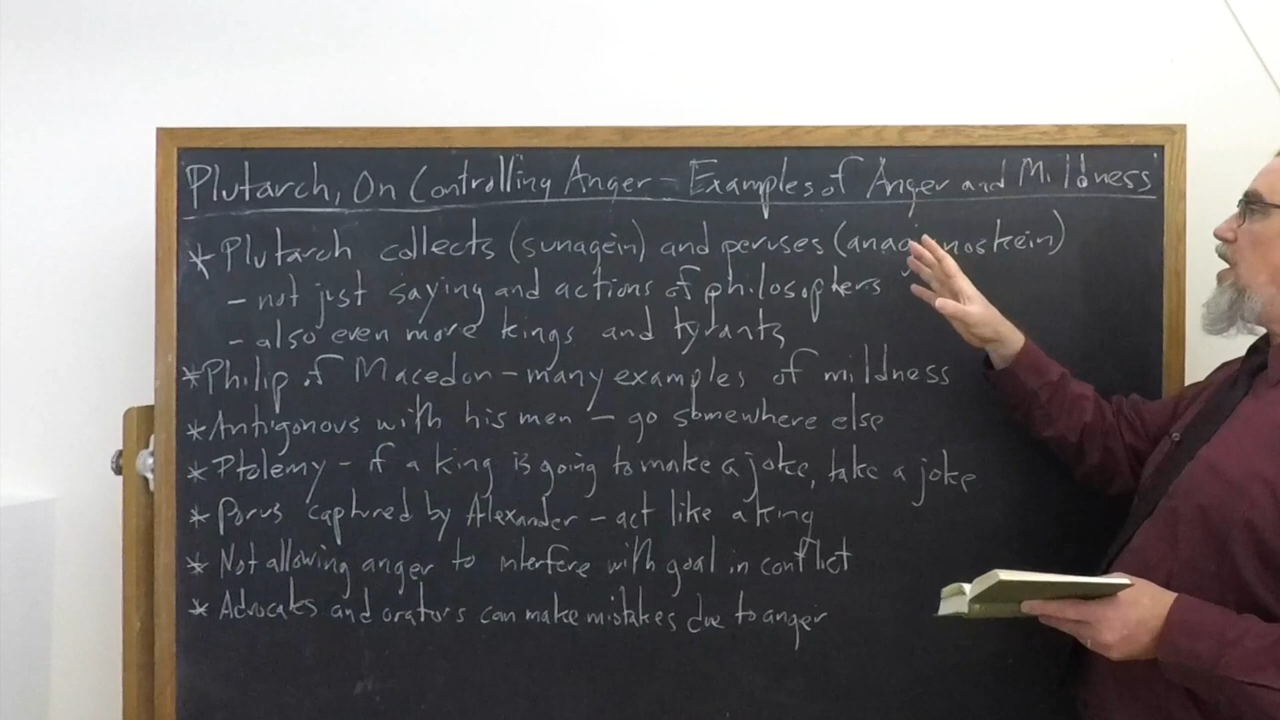 Plutarch, On Controlling Anger - Examples of Anger and Mildness
* Plutarch collects (sunagein) and peruses (
- not just saying and actions of philosophers
- also even more kings and tyrants
* Philip of Macedon - many examples of mildness
* Antigonous with his men - go somewhere else
* Ptolemy - if a king is going to make a joke, take a joke
* Porus captured by Alexander - act like a king
* Not allowing anger to interfere with goal in conflict
* Advocates and orators can make mistakes due to anger